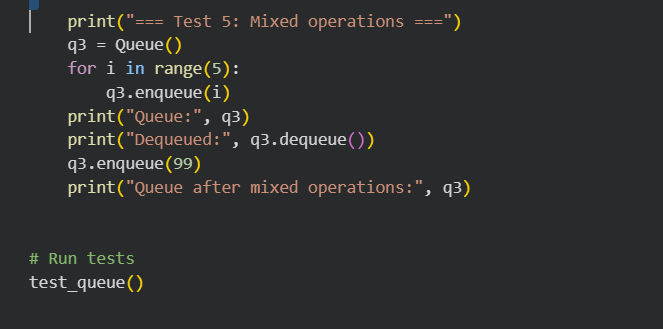 print("=== Test 5: Mixed operations ===")
q3 = Queue()
for i in range(5):
    q3.enqueue(i)
print("Queue:", q3)
print("Dequeued:", q3.dequeue())
q3.enqueue(99)
print("Queue after mixed operations:", q3)
# Run tests
test_queue()